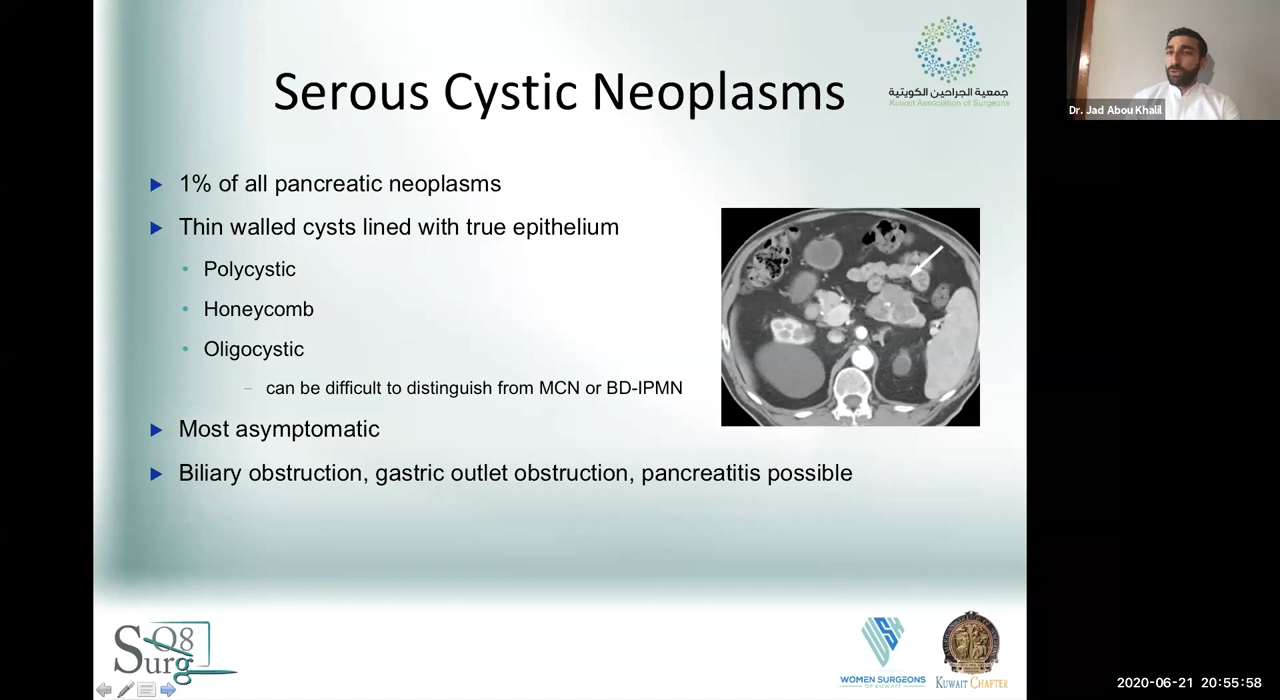 Serous Cystic Neoplasms
جمعية الجراحين الكويتية
Kuwait Association of Surgeons
Dr. Jad Abou Khalil
1% of all pancreatic neoplasms
Thin walled cysts lined with true epithelium
Polycystic
Honeycomb
Oligocystic
– can be difficult to distinguish from MCN or BD-IPMN
Most asymptomatic
Biliary obstruction, gastric outlet obstruction, pancreatitis possible
Surg Q8
WOMEN SURGEONS
OF KUWAIT
KUWAIT CHAPTER
2020-06-21 20:55:58